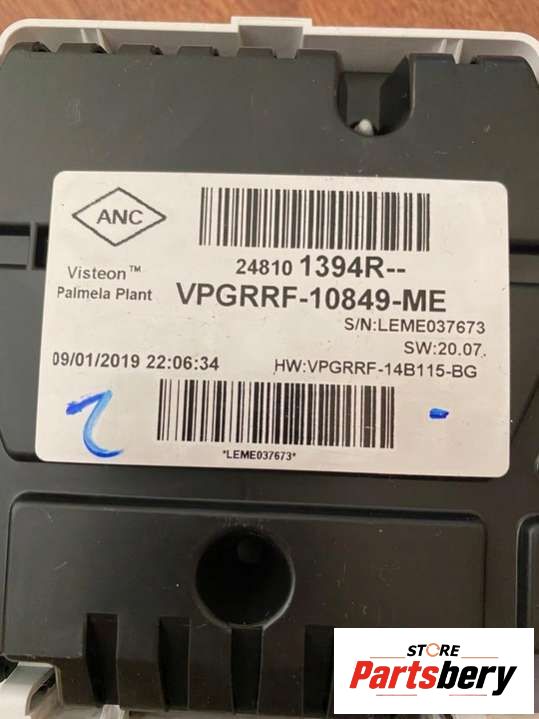 ANC
24810 1394R--
Visteon™
Palmela Plant
VPGRRF-10849-ME
S/N:LEME037673
SW:20.07
09/01/2019 22:06:34
HW:VPGRRF-14B115-BG
2 -
*LEME037673*
STORE
Partsbery